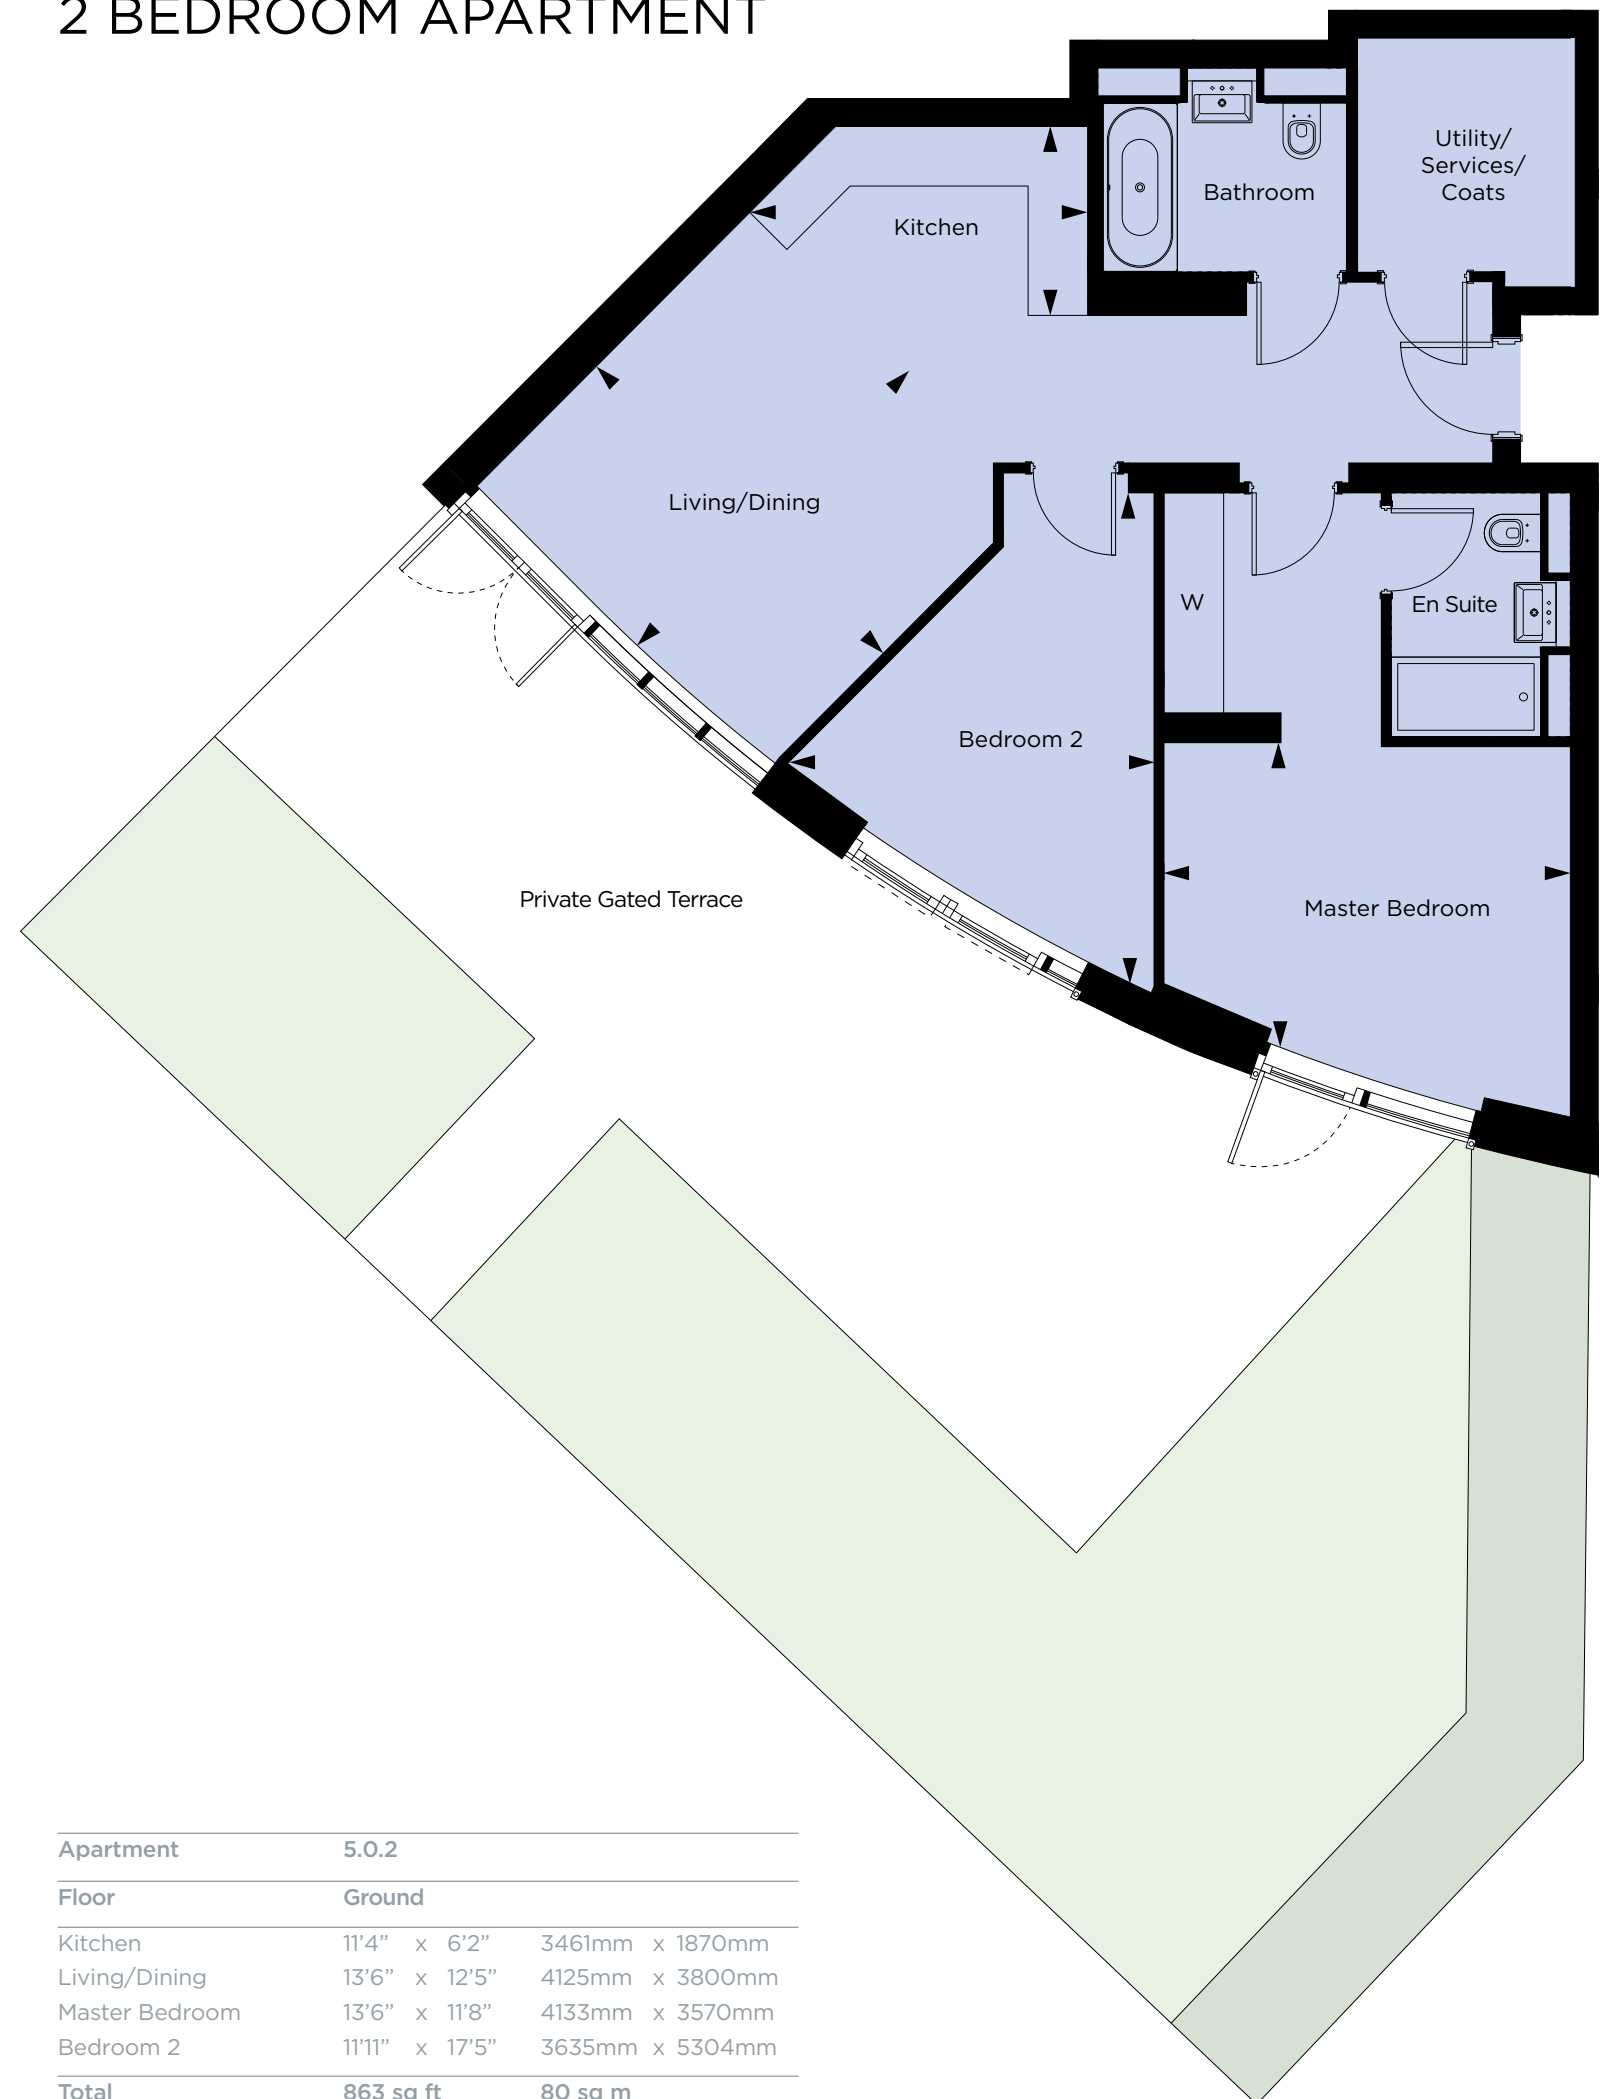 2 BEDROOM APARTMENT
Utility/
Services/
Coats
Bathroom
Kitchen
Living/Dining
W
En Suite
Bedroom 2
Private Gated Terrace
Master Bedroom
Apartment 5.0.2
Floor Ground
Kitchen 11’4” x 6’2” 3461mm x 1870mm
Living/Dining 13’6” x 12’5” 4125mm x 3800mm
Master Bedroom 13’6” x 11’8” 4133mm x 3570mm
Bedroom 2 11’11” x 17’5” 3635mm x 5304mm
Total 863 sq ft 80 sq m